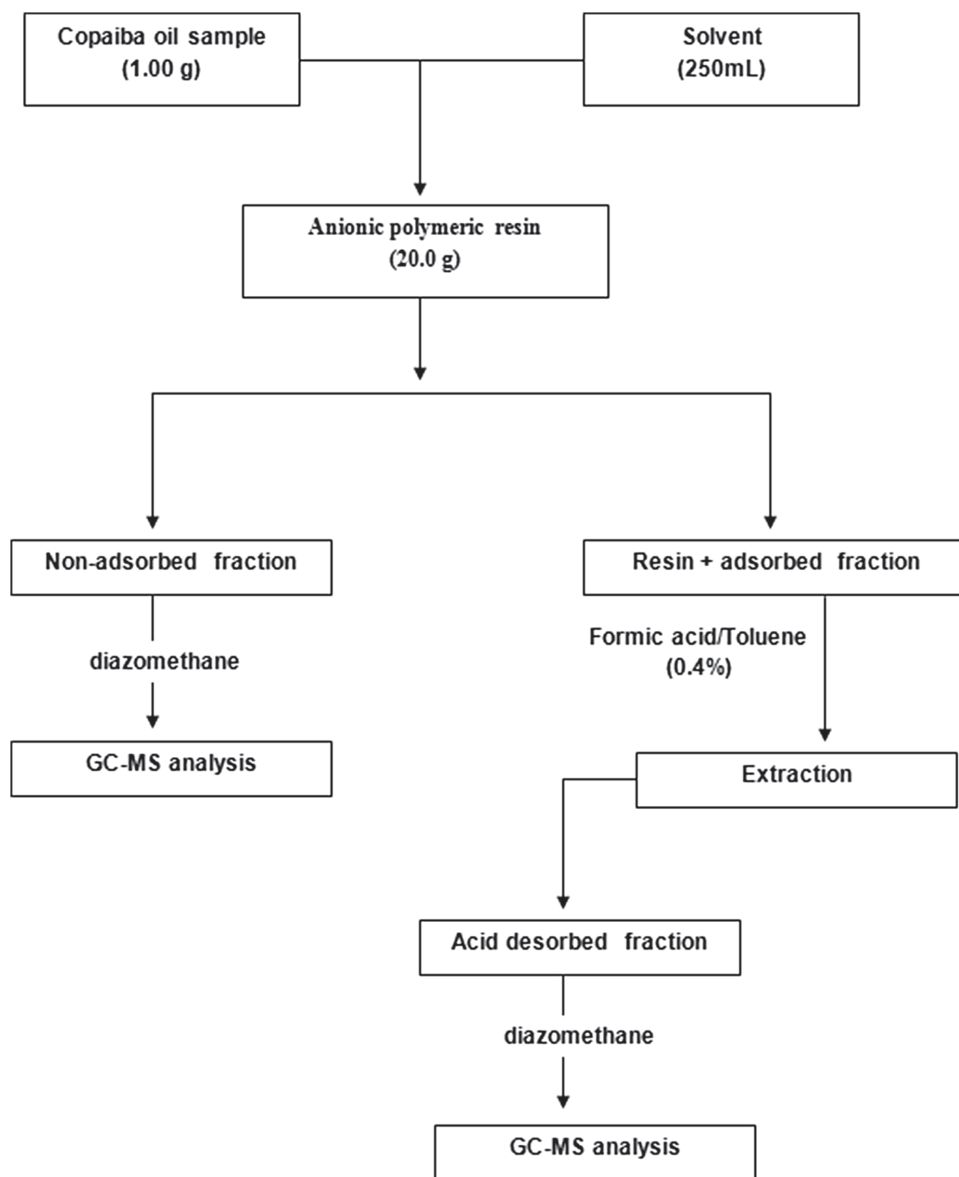 Copaiba oil sample
(1.00 g)
Solvent
(250mL)
Anionic polymeric resin
(20.0 g)
Non-adsorbed fraction
Resin + adsorbed fraction
diazomethane
Formic acid/Toluene
(0.4%)
GC-MS analysis
Extraction
Acid desorbed fraction
diazomethane
GC-MS analysis